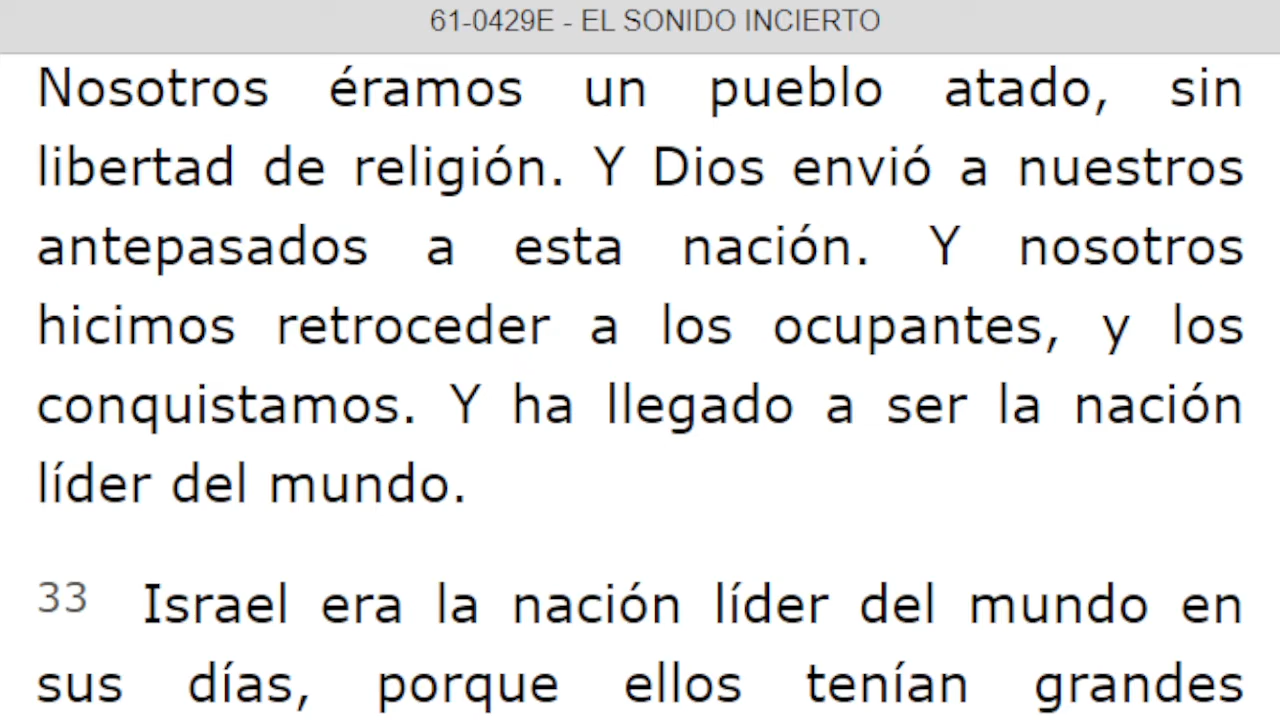 61-0429E - EL SONIDO INCIERTO
Nosotros éramos un pueblo atado, sin
libertad de religión. Y Dios envió a nuestros
antepasados a esta nación. Y nosotros
hicimos retroceder a los ocupantes, y los
conquistamos. Y ha llegado a ser la nación
líder del mundo.
33 Israel era la nación líder del mundo en
sus días, porque ellos tenían grandes